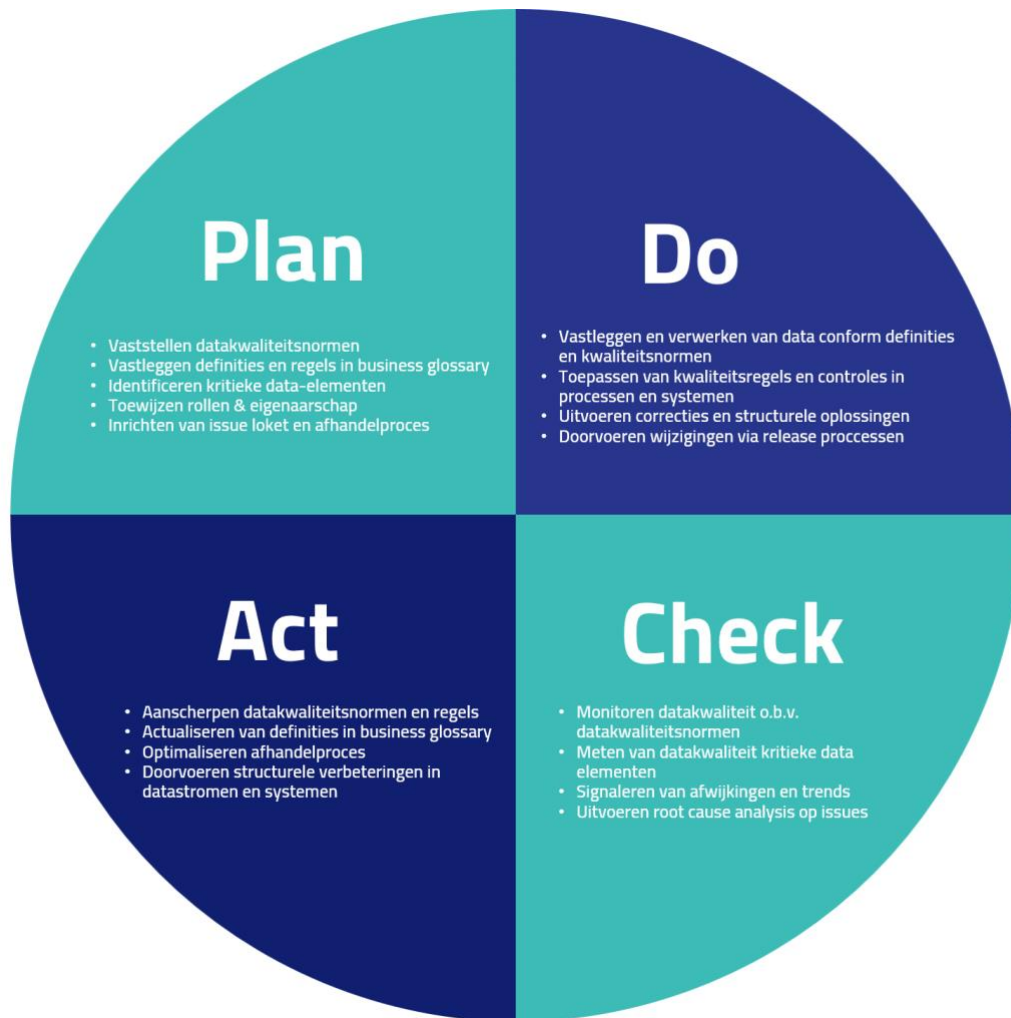 Plan
• Vaststellen datakwaliteitsnormen
• Vastleggen definities en regels in business glossary
• Identificeren kritieke data-elementen
• Toewijzen rollen & eigenaarschap
• Inrichten van issue loket en afhandelproces
Do
• Vastleggen en verwerken van data conform definities
en kwaliteitsnormen
• Toepassen van kwaliteitsregels en controles in
processen en systemen
• Uitvoeren correcties en structurele oplossingen
• Doorvoeren wijzigingen via release proccessen
Act
• Aanscherpen datakwaliteitsnormen en regels
• Actualiseren van definities in business glossary
• Optimaliseren afhandelproces
• Doorvoeren structurele verbeteringen in
datastromen en systemen
Check
• Monitoren datakwaliteit o.b.v.
datakwaliteitsnormen
• Meten van datakwaliteit kritieke data
elementen
• Signaleren van afwijkingen en trends
• Uitvoeren root cause analysis op issues